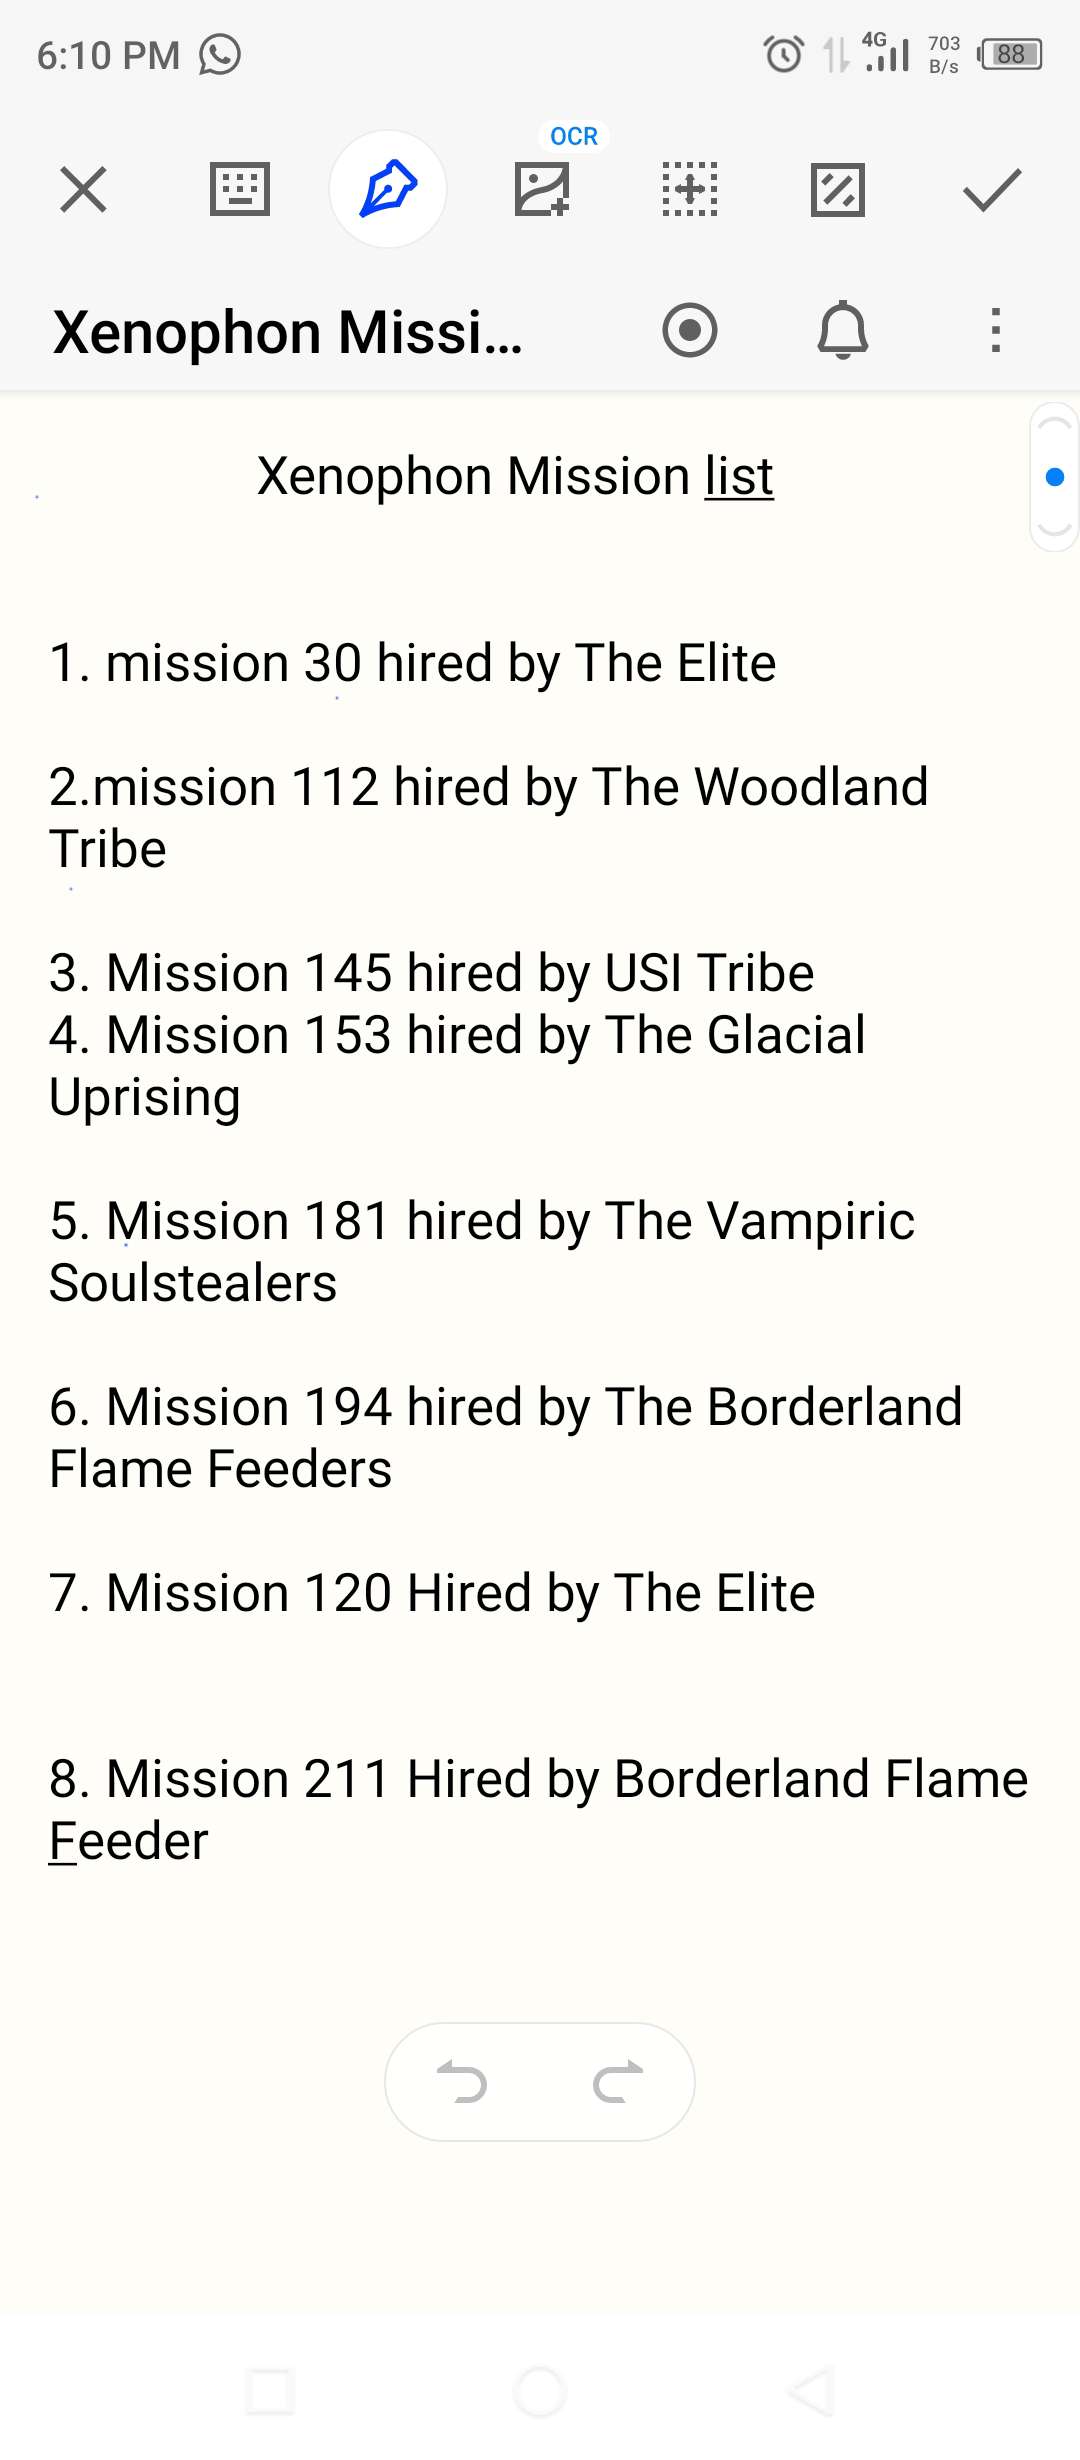 6:10 PM
4G
703
B/s
88
OCR
Xenophon Missi...
Xenophon Mission list
1. mission 30 hired by The Elite
2.mission 112 hired by The Woodland
Tribe
3. Mission 145 hired by USI Tribe
4. Mission 153 hired by The Glacial
Uprising
5. Mission 181 hired by The Vampiric
Soulstealers
6. Mission 194 hired by The Borderland
Flame Feeders
7. Mission 120 Hired by The Elite
8. Mission 211 Hired by Borderland Flame
Feeder